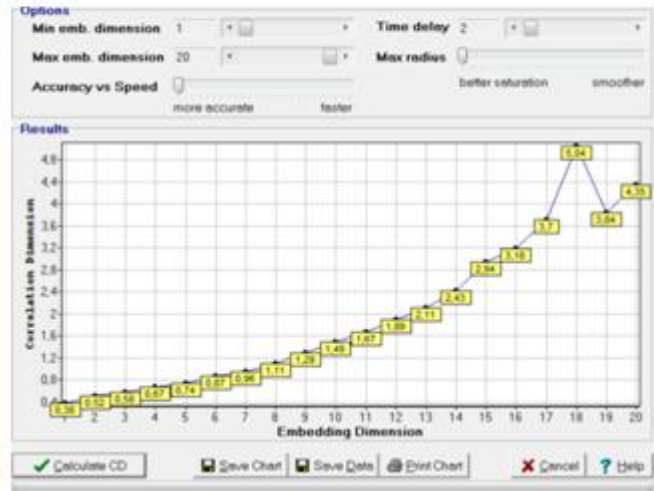 Options
Min emb. dimension 1 Time delay 2
Max emb. dimension 20 Max radius
Accuracy vs Speed better saturation smoother
more accurate faster
Results
Correlation Dimension
4,8
4,4
4
3,6
3,2
2,8
2,4
2
1,6
1,2
0,8
0,4
0,38 0,52 0,58 0,67 0,74 0,87 0,96 1,11 1,29 1,49 1,67 1,89 2,11 2,43 2,94 3,18 3,7 5,04 3,84 4,35
1 2 3 4 5 6 7 8 9 10 11 12 13 14 15 16 17 18 19 20
Embedding Dimension
Calculate CD Save Chart Save Data Print Chart Cancel ? Help